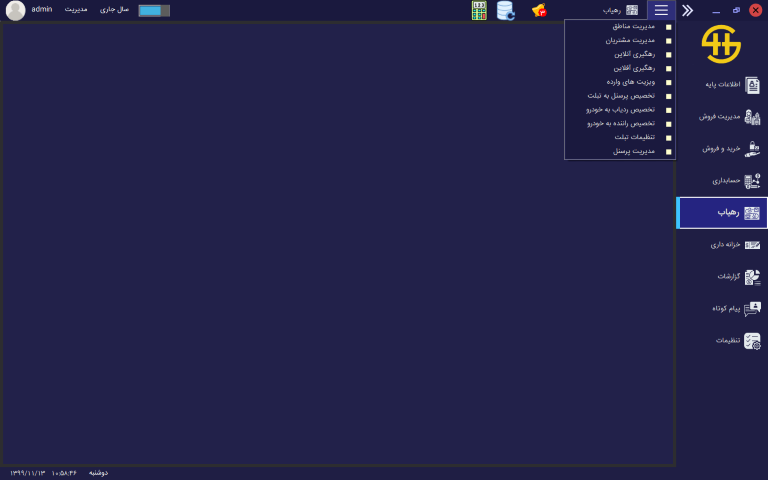 رهیاب
سال جاری
مدیریت
admin
مدیریت مناطق
مدیریت مشتریان
رهگیری آنلاین
رهگیری آفلاین
ویزیت های وارده
تخصیص پرسنل به تبلت
تخصیص ردیاب به خودرو
تخصیص راننده به خودرو
تنظیمات تبلت
مدیریت پرسنل
اطلاعات پایه
مدیریت فروش
خرید و فروش
حسابداری
رهیاب
خزانه داری
گزارشات
پیام کوتاه
تنظیمات
دوشنبه
۱۰:۵۸:۴۶
۱۳۹۹/۱۱/۱۳